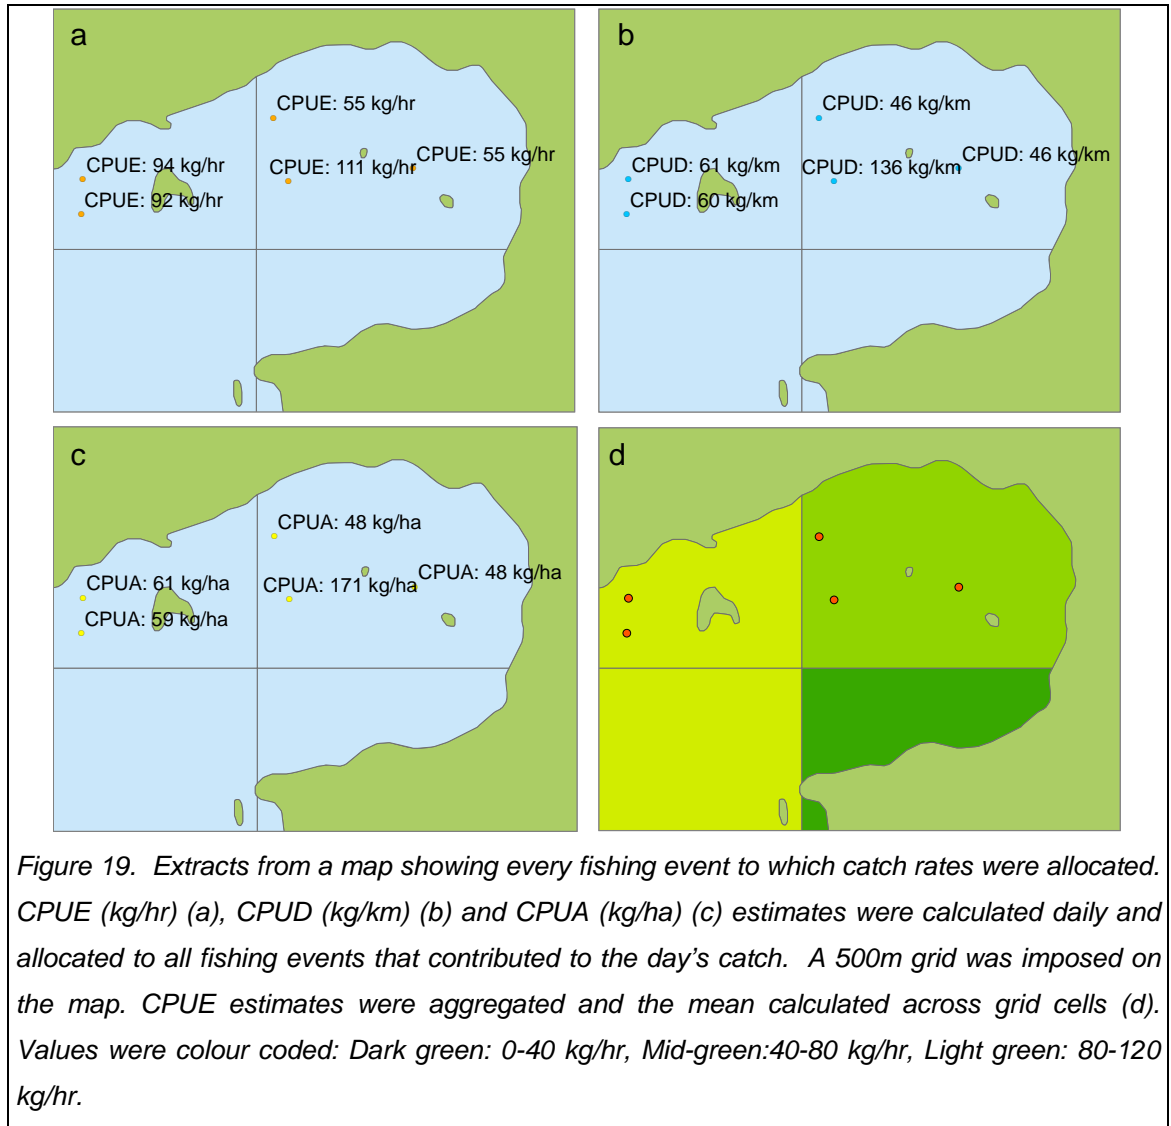 a
CPUE: 55 kg/hr
CPUE: 94 kg/hr
CPUE: 111 kg/hr
CPUE: 55 kg/hr
CPUE: 92 kg/hr
b
CPUD: 46 kg/km
CPUD: 61 kg/km
CPUD: 136 kg/km
CPUD: 46 kg/km
CPUD: 60 kg/km
c
CPUA: 48 kg/ha
CPUA: 61 kg/ha
CPUA: 171 kg/ha
CPUA: 48 kg/ha
CPUA: 59 kg/ha
d
Figure 19. Extracts from a map showing every fishing event to which catch rates were allocated.
CPUE (kg/hr) (a), CPUD (kg/km) (b) and CPUA (kg/ha) (c) estimates were calculated daily and
allocated to all fishing events that contributed to the day's catch. A 500m grid was imposed on
the map. CPUE estimates were aggregated and the mean calculated across grid cells (d).
Values were colour coded: Dark green: 0-40 kg/hr, Mid-green:40-80 kg/hr, Light green: 80-120
kg/hr.